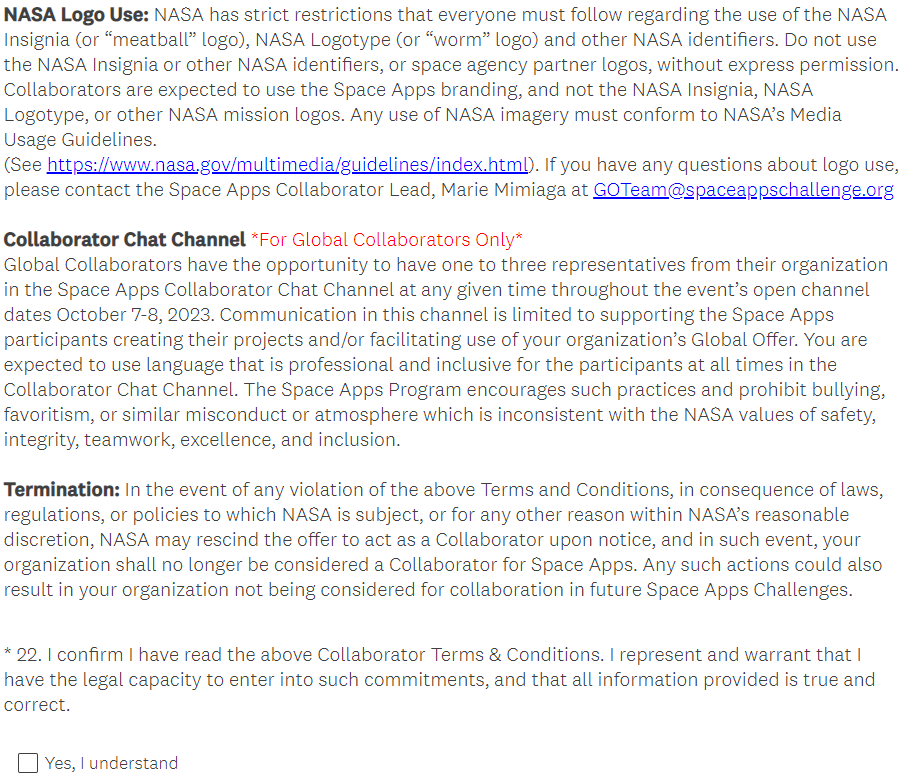 NASA Logo Use: NASA has strict restrictions that everyone must follow regarding the use of the NASA
Insignia (or “meatball” logo), NASA Logotype (or “worm” logo) and other NASA identifiers. Do not use
the NASA Insignia or other NASA identifiers, or space agency partner logos, without express permission.
Collaborators are expected to use the Space Apps branding, and not the NASA Insignia, NASA
Logotype, or other NASA mission logos. Any use of NASA imagery must conform to NASA’s Media
Usage Guidelines.
(See https://www.nasa.gov/multimedia/guidelines/index.html). If you have any questions about logo use,
please contact the Space Apps Collaborator Lead, Marie Mimiaga at GOTeam@spaceappschallenge.org
Collaborator Chat Channel *For Global Collaborators Only*
Global Collaborators have the opportunity to have one to three representatives from their organization
in the Space Apps Collaborator Chat Channel at any given time throughout the event’s open channel
dates October 7-8, 2023. Communication in this channel is limited to supporting the Space Apps
participants creating their projects and/or facilitating use of your organization’s Global Offer. You are
expected to use language that is professional and inclusive for the participants at all times in the
Collaborator Chat Channel. The Space Apps Program encourages such practices and prohibit bullying,
favoritism, or similar misconduct or atmosphere which is inconsistent with the NASA values of safety,
integrity, teamwork, excellence, and inclusion.
Termination: In the event of any violation of the above Terms and Conditions, in consequence of laws,
regulations, or policies to which NASA is subject, or for any other reason within NASA’s reasonable
discretion, NASA may rescind the offer to act as a Collaborator upon notice, and in such event, your
organization shall no longer be considered a Collaborator for Space Apps. Any such actions could also
result in your organization not being considered for collaboration in future Space Apps Challenges.
* 22. I confirm I have read the above Collaborator Terms & Conditions. I represent and warrant that I
have the legal capacity to enter into such commitments, and that all information provided is true and
correct.
Yes, I understand